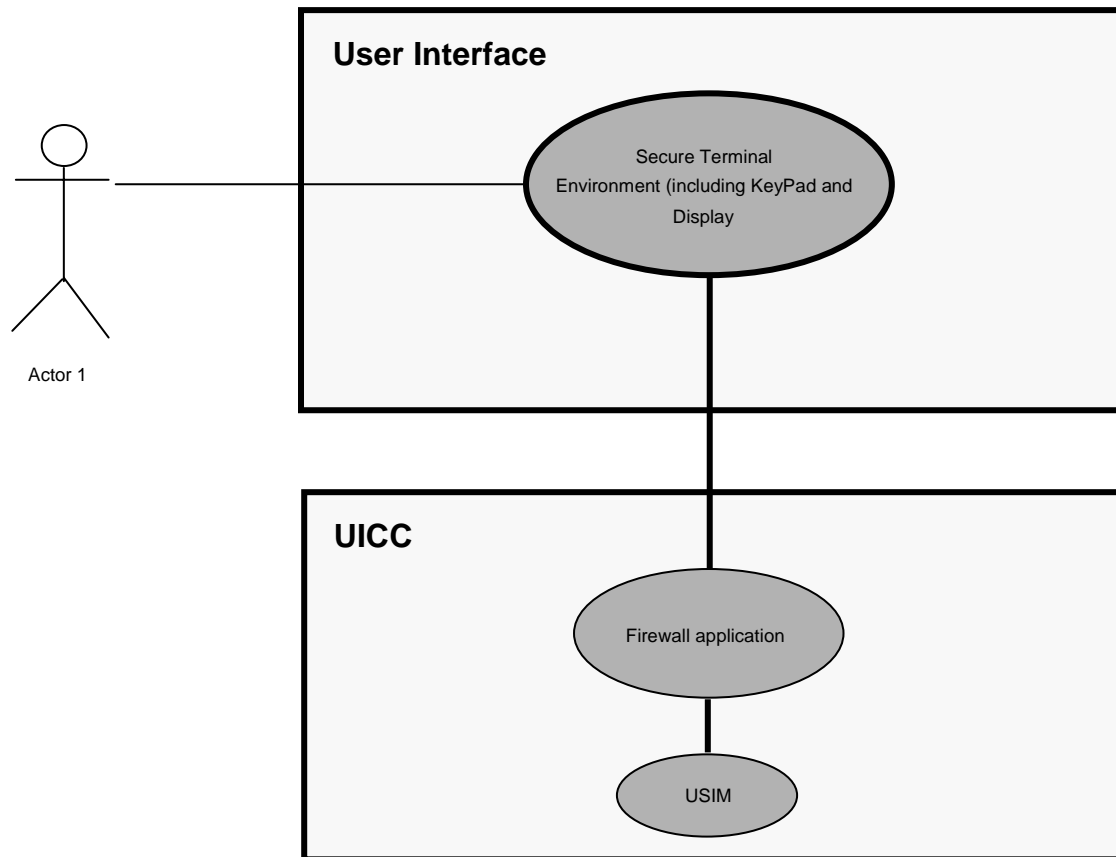 User Interface
Secure Terminal
Environment (including KeyPad and
Display
Actor 1
UICC
Firewall application
USIM